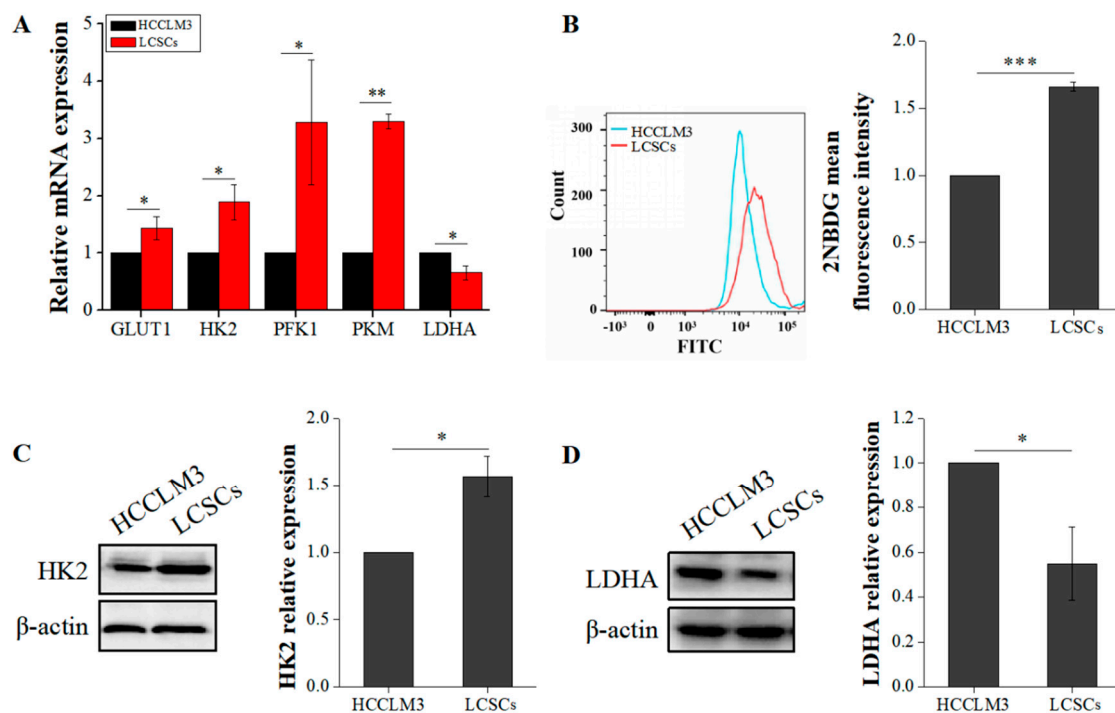 A
Relative mRNA expression
5
4
3
2
1
0
HCCLM3
LCSCs
*
*
*
**
*
GLUT1 HK2 PFK1 PKM LDHA
B
Count
300
200
100
0
HCCLM3
LCSCs
-10³ 0 10³ 10⁴ 10⁵
FITC
2NBDG mean
fluorescence intensity
2.0
1.5
1.0
0.5
0.0
***
HCCLM3 LCSCs
C
HCCLM3
LCSCs
HK2
β-actin
HK2 relative expression
2.0
1.5
1.0
0.5
0.0
*
HCCLM3 LCSCs
D
HCCLM3
LCSCs
LDHA
β-actin
LDHA relative expression
1.2
1.0
0.8
0.6
0.4
0.2
0.0
*
HCCLM3 LCSCs